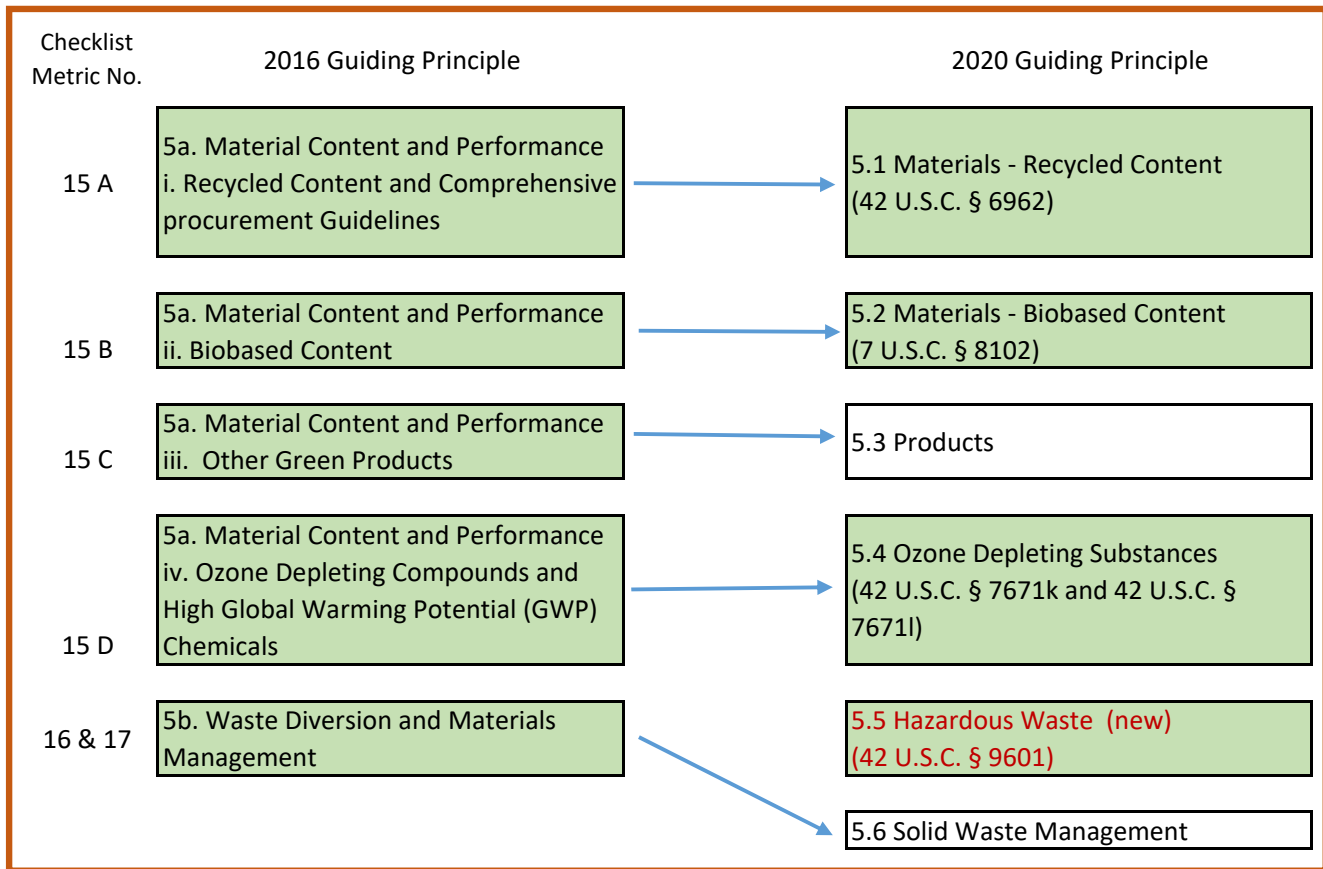 Checklist
Metric No.
2016 Guiding Principle
2020 Guiding Principle
15 A
5a. Material Content and Performance
i. Recycled Content and Comprehensive
procurement Guidelines
5.1 Materials - Recycled Content
(42 U.S.C. § 6962)
15 B
5a. Material Content and Performance
ii. Biobased Content
5.2 Materials - Biobased Content
(7 U.S.C. § 8102)
15 C
5a. Material Content and Performance
iii.  Other Green Products
5.3 Products
15 D
5a. Material Content and Performance
iv. Ozone Depleting Compounds and
High Global Warming Potential (GWP)
Chemicals
5.4 Ozone Depleting Substances
(42 U.S.C. § 7671k and 42 U.S.C. §
7671l)
16 & 17
5b. Waste Diversion and Materials
Management
5.5 Hazardous Waste  (new)
(42 U.S.C. § 9601)
5.6 Solid Waste Management